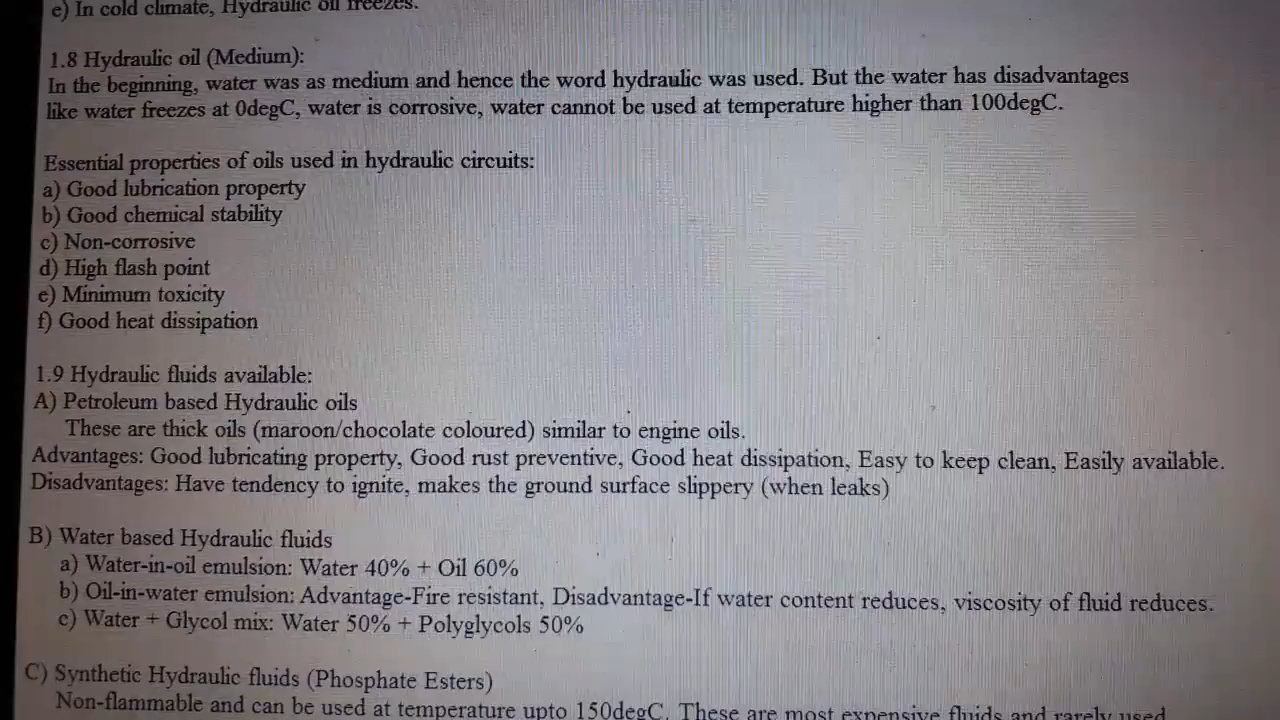 e) In cold climate, Hydraulic oil freezes.
1.8 Hydraulic oil (Medium):
In the beginning, water was as medium and hence the word hydraulic was used. But the water has disadvantages
like water freezes at 0degC, water is corrosive, water cannot be used at temperature higher than 100degC.
Essential properties of oils used in hydraulic circuits:
a) Good lubrication property
b) Good chemical stability
c) Non-corrosive
d) High flash point
e) Minimum toxicity
f) Good heat dissipation
1.9 Hydraulic fluids available:
A) Petroleum based Hydraulic oils
These are thick oils (maroon/chocolate coloured) similar to engine oils.
Advantages: Good lubricating property, Good rust preventive, Good heat dissipation, Easy to keep clean, Easily available.
Disadvantages: Have tendency to ignite, makes the ground surface slippery (when leaks)
B) Water based Hydraulic fluids
a) Water-in-oil emulsion: Water 40% + Oil 60%
b) Oil-in-water emulsion: Advantage-Fire resistant, Disadvantage-If water content reduces, viscosity of fluid reduces.
c) Water + Glycol mix: Water 50% + Polyglycols 50%
C) Synthetic Hydraulic fluids (Phosphate Esters)
Non-flammable and can be used at temperature upto 150degC. These are most expensive fluids and rarely used